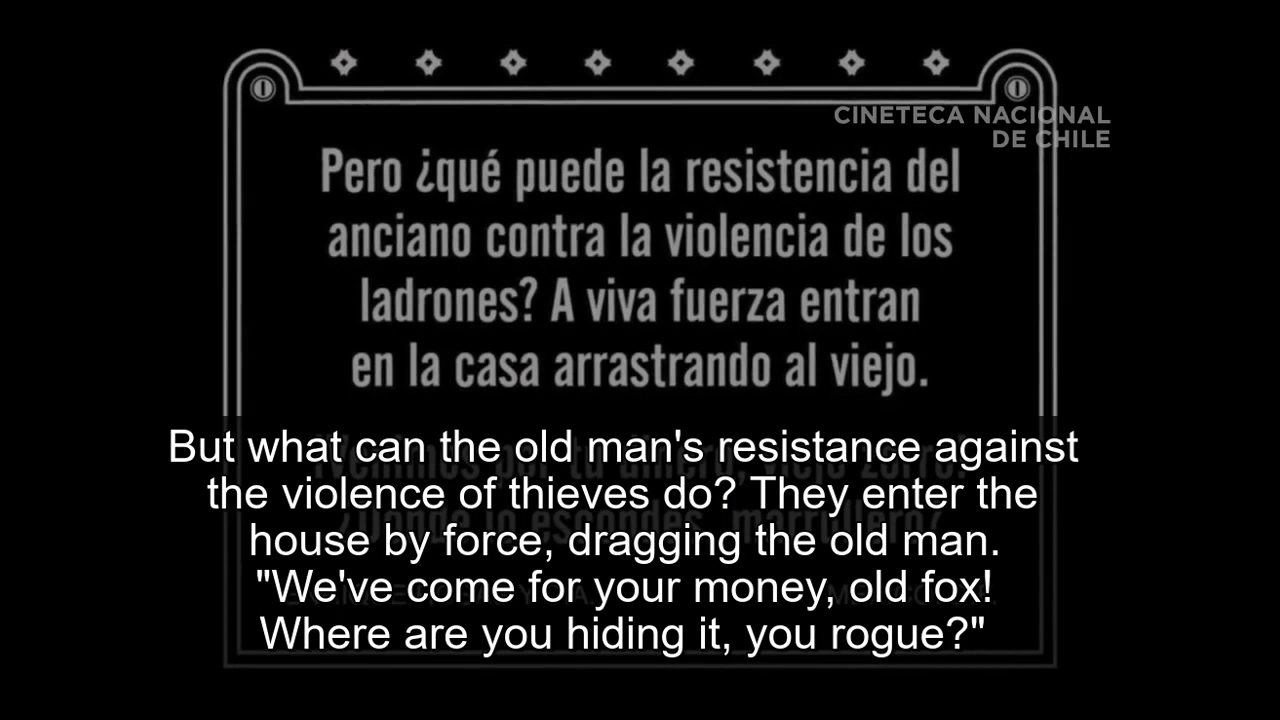 CINETECA NACIONAL
DE CHILE
Pero ¿qué puede la resistencia del
anciano contra la violencia de los
ladrones? A viva fuerza entran
en la casa arrastrando al viejo.
But what can the old man's resistance against
the violence of thieves do? They enter the
house by force, dragging the old man.
"We've come for your money, old fox!
Where are you hiding it, you rogue?"